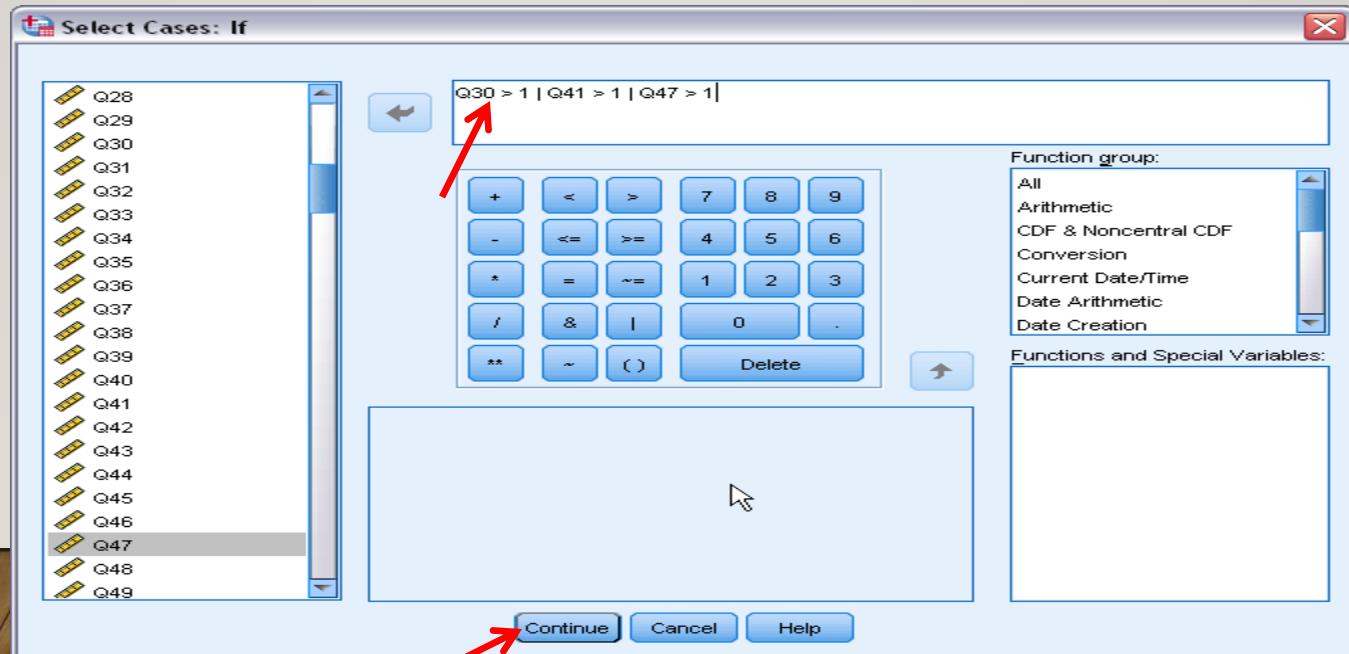 Select Cases: If
Q28
Q29
Q30
Q31
Q32
Q33
Q34
Q35
Q36
Q37
Q38
Q39
Q40
Q41
Q42
Q43
Q44
Q45
Q46
Q47
Q48
Q49
Q30 > 1 | Q41 > 1 | Q47 > 1
+ < > 7 8 9
- <= >= 4 5 6
* = ~= 1 2 3
/ & | 0 .
** ~ ( ) Delete
Function group:
All
Arithmetic
CDF & Noncentral CDF
Conversion
Current Date/Time
Date Arithmetic
Date Creation
Functions and Special Variables:
Continue Cancel Help